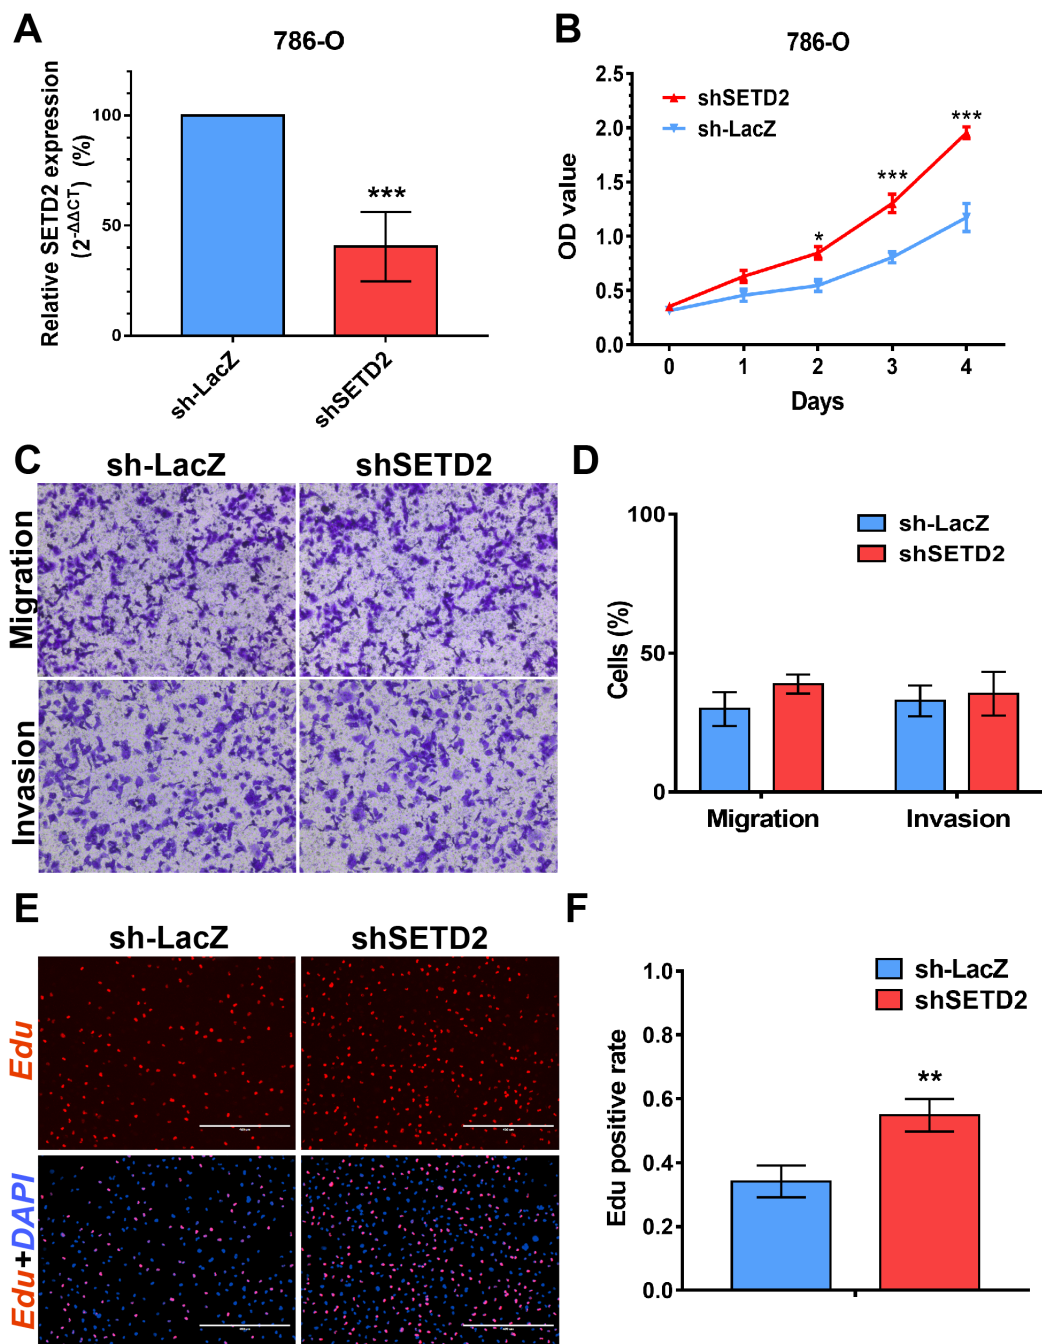 A
786-O
Relative SETD2 expression
(2-ΔΔCT) (%)
100
50
0
***
sh-LacZ
shSETD2
B
786-O
OD value
2.5
2.0
1.5
1.0
0.5
0.0
shSETD2
sh-LacZ
*
***
***
0 1 2 3 4
Days
C
sh-LacZ shSETD2
Migration
Invasion
D
Cells (%)
100
50
0
sh-LacZ
shSETD2
Migration Invasion
E
sh-LacZ shSETD2
Edu
Edu+DAPI
F
Edu positive rate
1.0
0.8
0.6
0.4
0.2
0.0
sh-LacZ
shSETD2
**